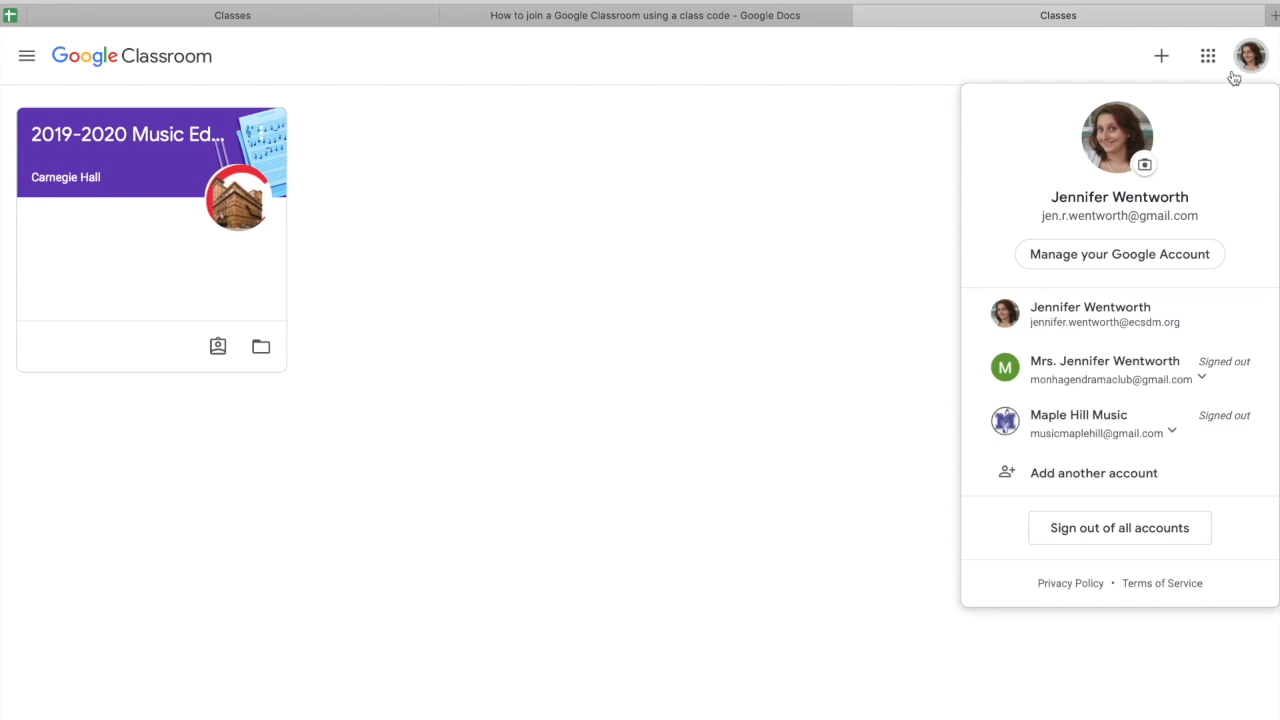 Classes
How to join a Google Classroom using a class code - Google Docs
Classes
Google Classroom
2019-2020 Music Ed...
Carnegie Hall
Jennifer Wentworth
jen.r.wentworth@gmail.com
Manage your Google Account
Jennifer Wentworth
jennifer.wentworth@ecsdm.org
M
Mrs. Jennifer Wentworth
Signed out
monhagendramaclub@gmail.com
M
Maple Hill Music
Signed out
musicmaplehill@gmail.com
Add another account
Sign out of all accounts
Privacy Policy • Terms of Service